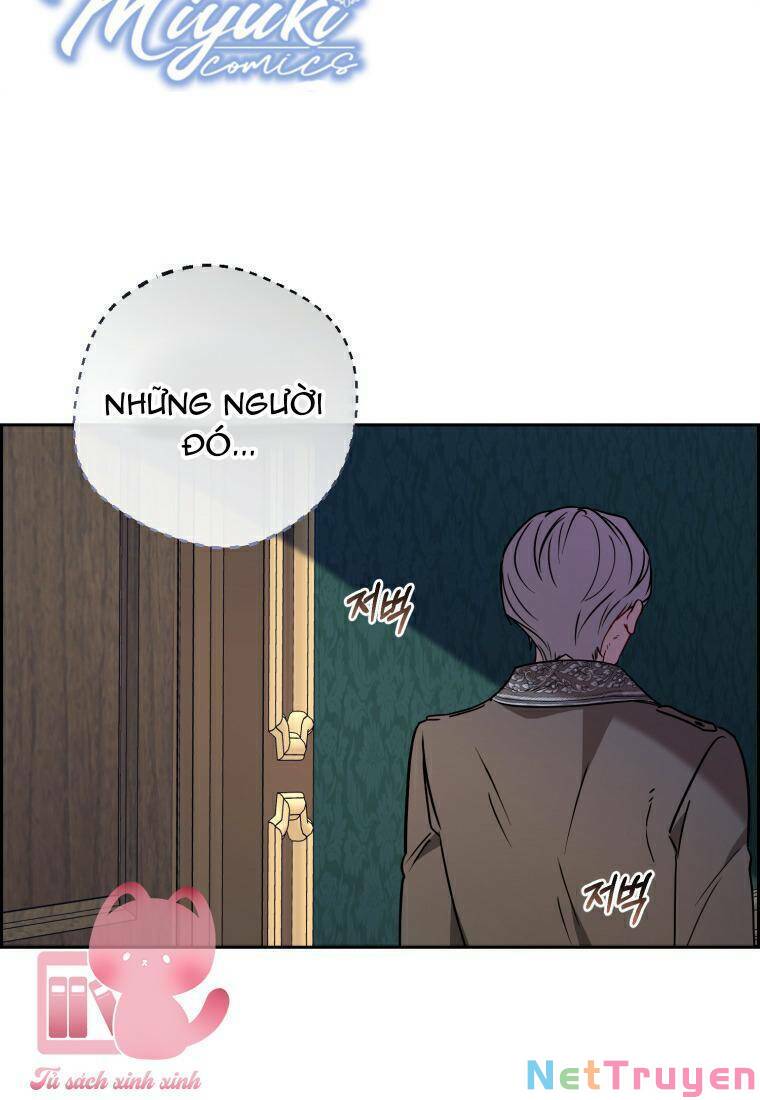 Miyuki
comics
NHỮNG NGƯỜI
ĐÓ...
저벅
저벅
Tủ sách xinh xinh
NetTruyen